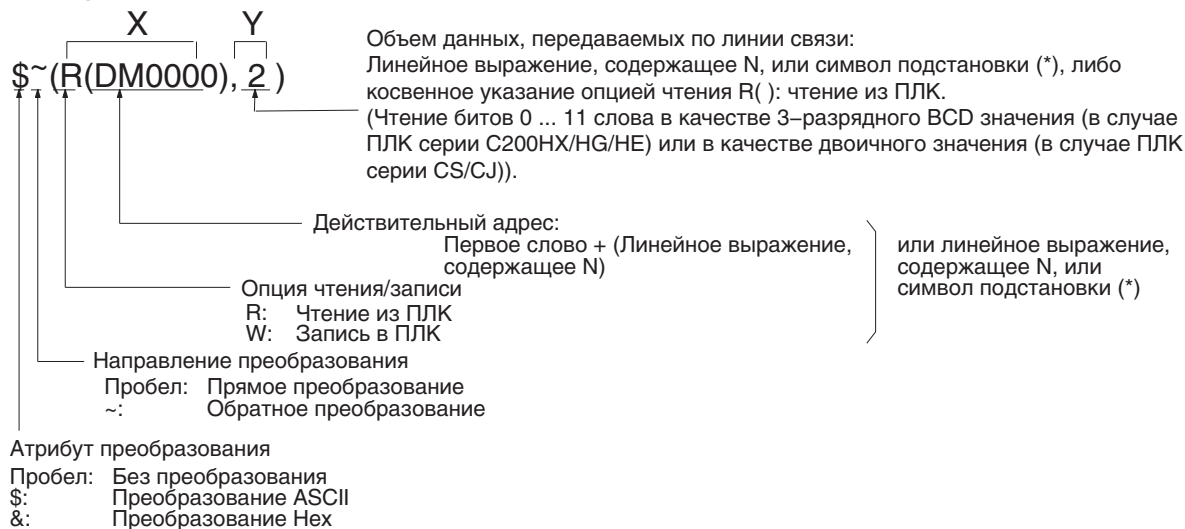 X Y
$~(R(DM0000), 2 )
Объем данных, передаваемых по линии связи:
Линейное выражение, содержащее N, или символ подстановки (*), либо
косвенное указание опцией чтения R( ): чтение из ПЛК.
(Чтение битов 0 ... 11 слова в качестве 3–разрядного BCD значения (в случае
ПЛК серии C200HX/HG/HE) или в качестве двоичного значения (в случае ПЛК
серии CS/CJ)).
Действительный адрес:
Первое слово + (Линейное выражение,
содержащее N)
или линейное выражение,
содержащее N, или
символ подстановки (*)
Опция чтения/записи
R: Чтение из ПЛК
W: Запись в ПЛК
Направление преобразования
Пробел: Прямое преобразование
~: Обратное преобразование
Атрибут преобразования
Пробел: Без преобразования
$: Преобразование ASCII
&: Преобразование Hex